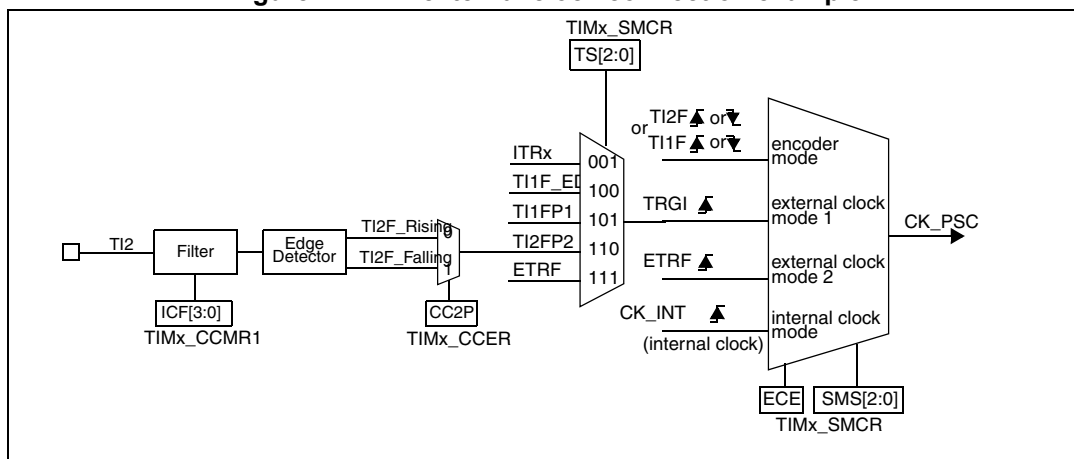 TIMx_SMCR
TS[2:0]
or TI2F or
TI1F or
encoder
mode
ITRx
001
TI1F_ED
100
TI1FP1
101
TRGI
external clock
mode 1
CK_PSC
TI2
Filter
Edge
Detector
TI2F_Rising
0
TI2F_Falling
1
TI2FP2
110
ETRF
111
ETRF
external clock
mode 2
CK_INT
(internal clock)
internal clock
mode
ICF[3:0]
TIMx_CCMR1
CC2P
TIMx_CCER
ECE
SMS[2:0]
TIMx_SMCR